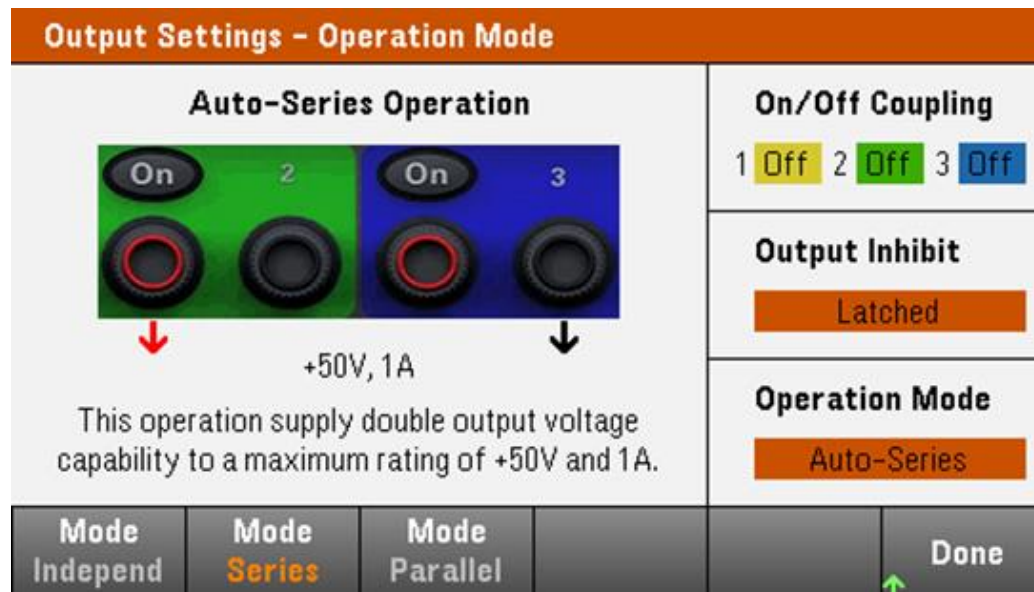 Output Settings - Operation Mode
Auto-Series Operation
On 2 On 3
+50V, 1A
This operation supply double output voltage
capability to a maximum rating of +50V and 1A.
On/Off Coupling
1 Off 2 Off 3 Off
Output Inhibit
Latched
Operation Mode
Auto-Series
Mode
Independ
Mode
Series
Mode
Parallel
Done